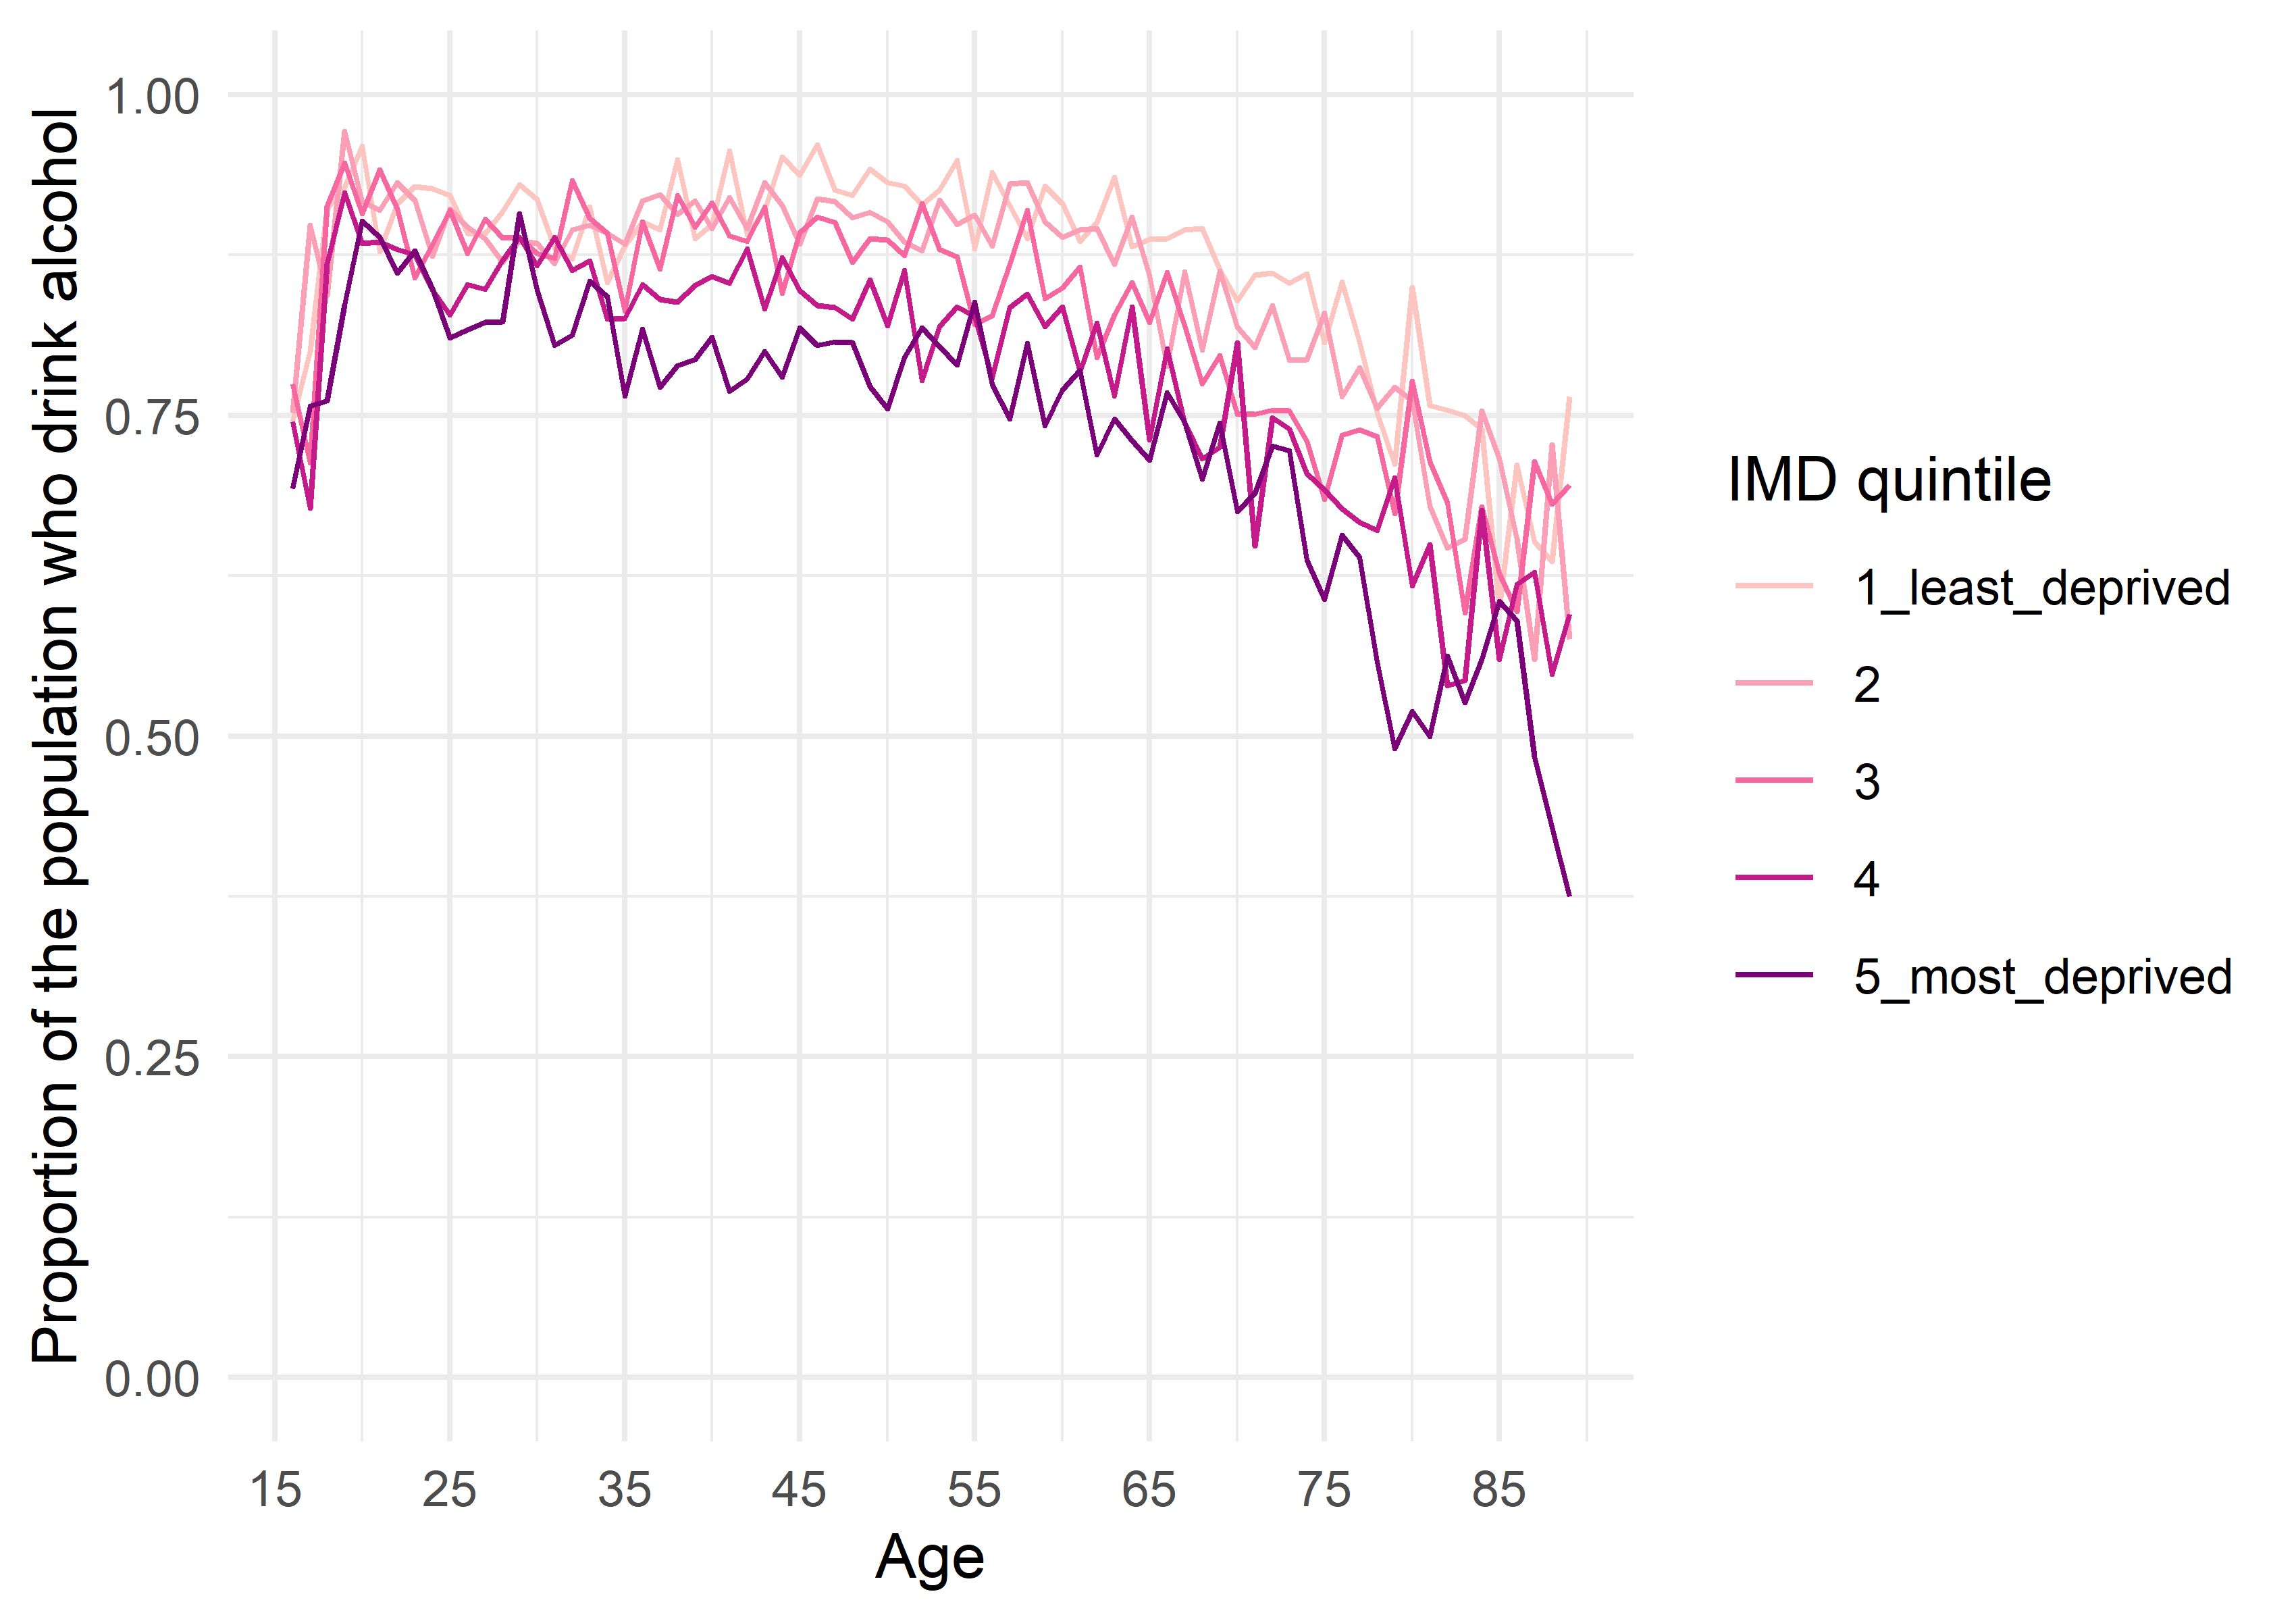 Proportion of the population who drink alcohol
1.00
0.75
0.50
0.25
0.00
15 25 35 45 55 65 75 85
Age
IMD quintile
1_least_deprived
2
3
4
5_most_deprived